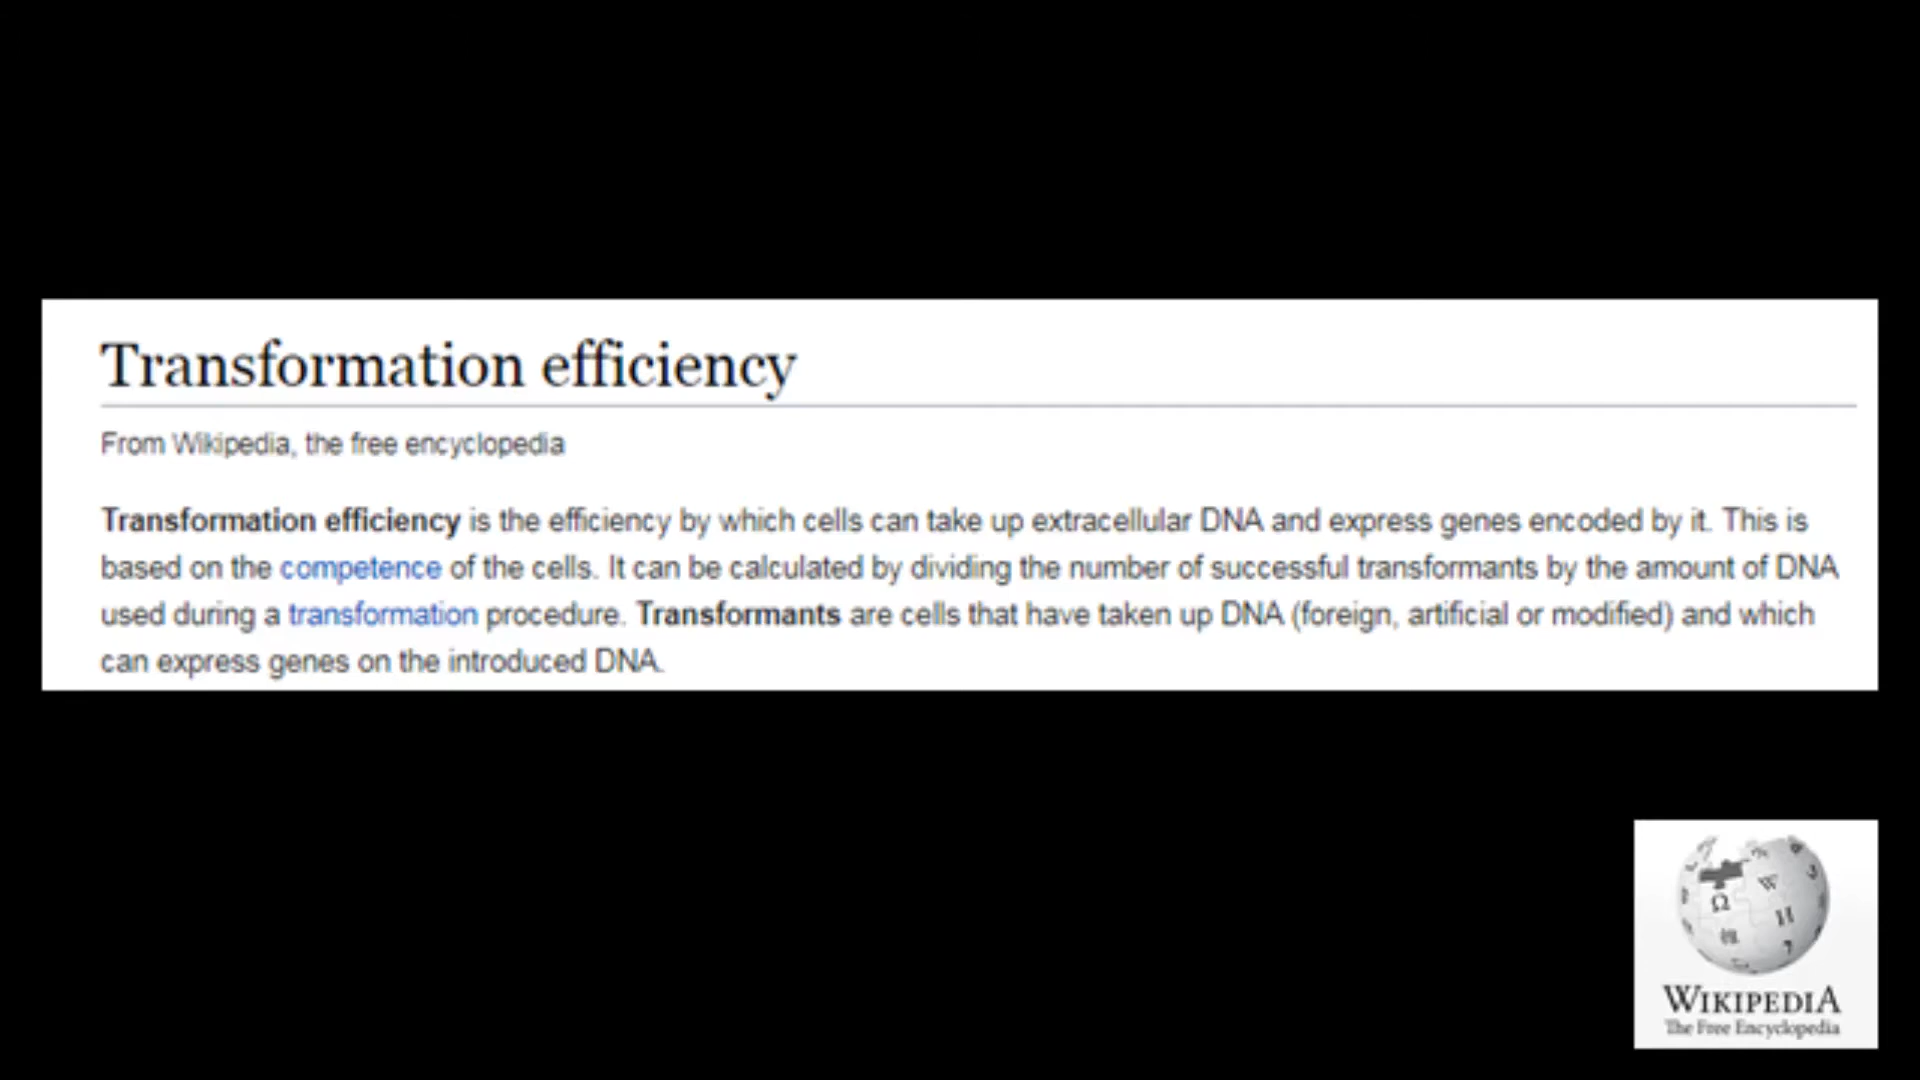 Transformation efficiency
From Wikipedia, the free encyclopedia
Transformation efficiency is the efficiency by which cells can take up extracellular DNA and express genes encoded by it. This is
based on the competence of the cells. It can be calculated by dividing the number of successful transformants by the amount of DNA
used during a transformation procedure. Transformants are cells that have taken up DNA (foreign, artificial or modified) and which
can express genes on the introduced DNA.
Ω W И
WIKIPEDIA
The Free Encyclopedia